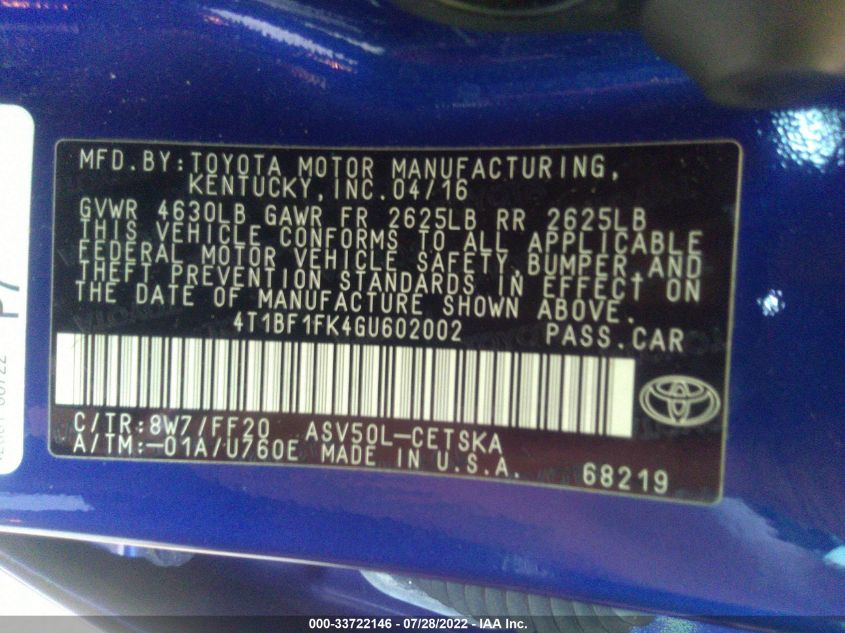 MFD.BY:TOYOTA MOTOR MANUFACTURING,
KENTUCKY,INC.04/16
GVWR 4630LB GAWR FR 2625LB RR 2625LB
THIS VEHICLE CONFORMS TO ALL APPLICABLE
FEDERAL MOTOR VEHICLE SAFETY,BUMPER,AND
THEFT PREVENTION STANDARDS IN EFFECT ON
THE DATE OF MANUFACTURE SHOWN ABOVE.
4T1BF1FK4GU602002 PASS.CAR
C/TR:8W7/FF20 ASV50L-CETSKA
A/TM:-01A/U760E MADE IN U.S.A.
68219
000-33722146 - 07/28/2022 - IAA Inc.